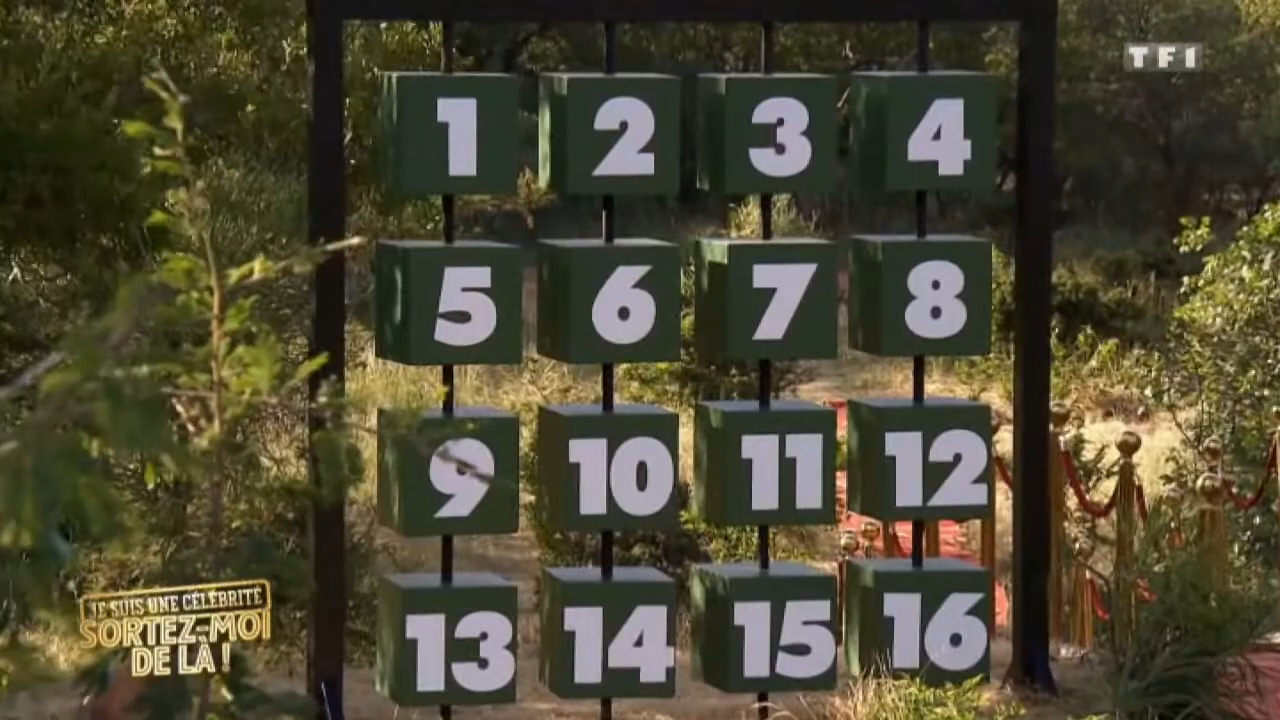 TF1
1 2 3 4
5 6 7 8
9 10 11 12
13 14 15 16
JE SUIS UNE CÉLÉBRITÉ
SORTEZ-MOI
DE LÀ !